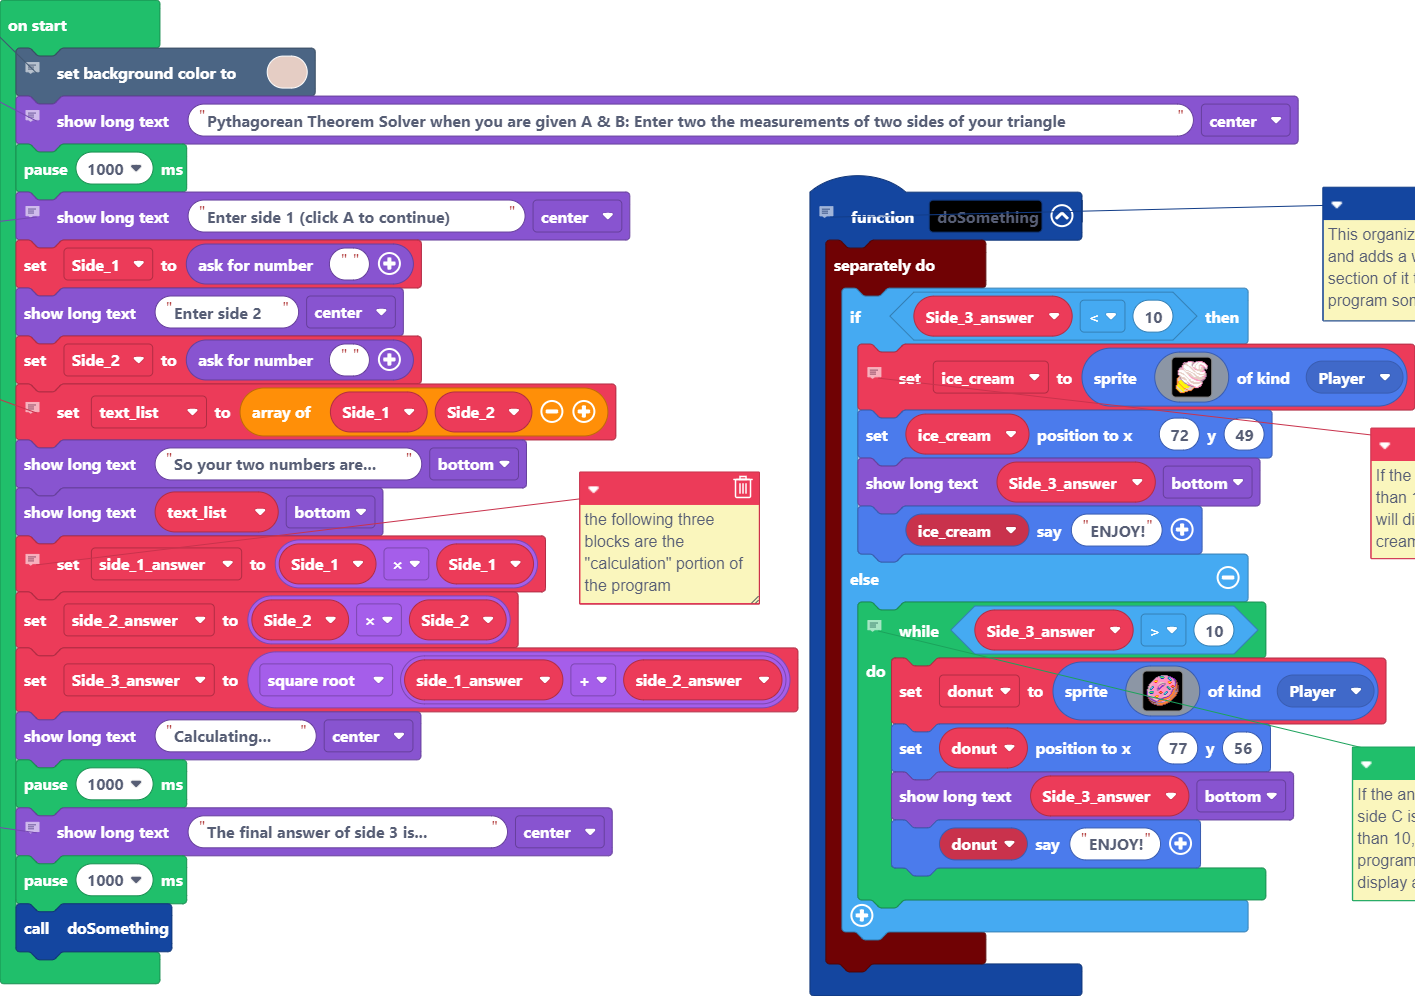 on start
set background color to
show long text "Pythagorean Theorem Solver when you are given A & B: Enter two the measurements of two sides of your triangle" center
pause 1000 ms
show long text "Enter side 1 (click A to continue) center
set Side_1 to ask for number " "
show long text "Enter side 2 " center
set Side_2 to ask for number " "
set text_list to array of Side_1 Side_2
show long text "So your two numbers are... " bottom
show long text text_list bottom
set side_1_answer to Side_1 × Side_1
set side_2_answer to Side_2 × Side_2
set Side_3_answer to square root side_1_answer + side_2_answer
show long text "Calculating... " center
pause 1000 ms
show long text "The final answer of side 3 is... " center
pause 1000 ms
call doSomething
the following three
blocks are the
"calculation" portion of
the program
function doSomething
separately do
if Side_3_answer < 10 then
set ice_cream to sprite of kind Player
set ice_cream position to x 72 y 49
show long text Side_3_answer bottom
ice_cream say "ENJOY!"
else
while Side_3_answer > 10
do
set donut to sprite of kind Player
set donut position to x 77 y 56
show long text Side_3_answer bottom
donut say "ENJOY!"
This organiz
and adds a
section of it
program son
If the
than
will di
cream
If the an
side C is
than 10,
program
display a